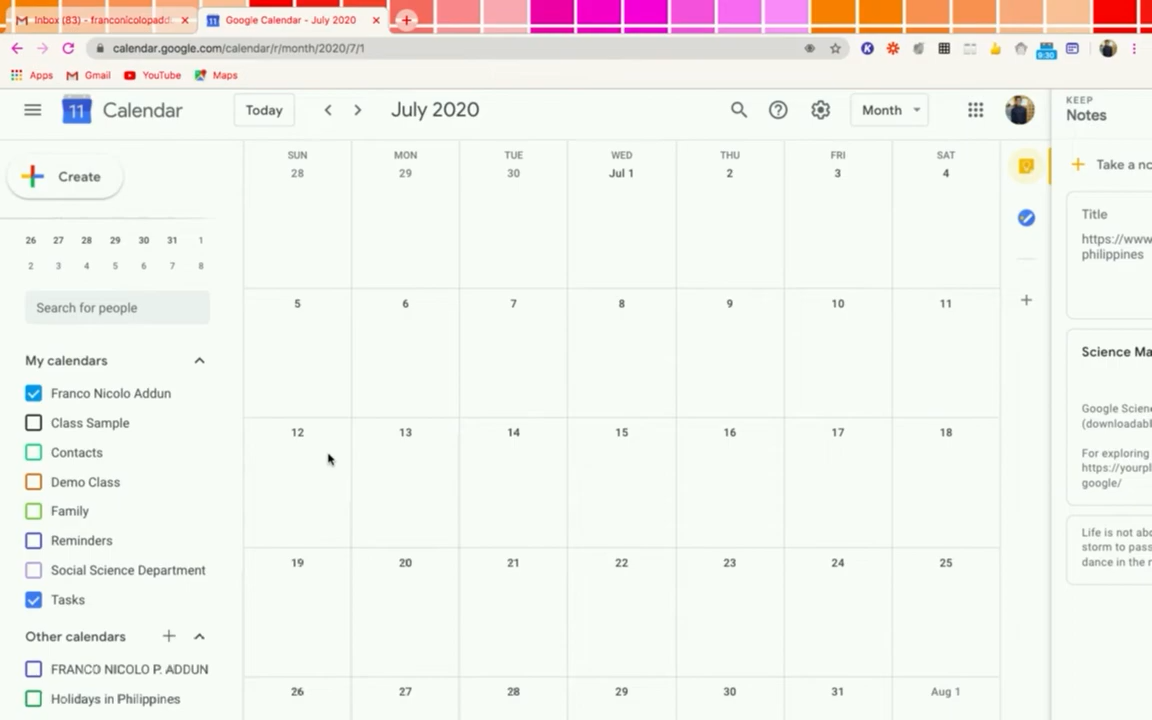 Inbox (83) - franconicolopadd
Google Calendar - July 2020
calendar.google.com/calendar/r/month/2020/7/1
9:30
Apps
Gmail
YouTube
Maps
11
Calendar
Today
July 2020
Month
KEEP
Notes
Create
SUN
MON
TUE
WED
THU
FRI
SAT
28
29
30
Jul 1
2
3
4
Take a no
26 27 28 29 30 31 1
2 3 4 5 6 7 8
Title
https://www
philippines
Search for people
5
6
7
8
9
10
11
My calendars
Franco Nicolo Addun
Class Sample
Contacts
Demo Class
Family
Reminders
Social Science Department
Tasks
Science Ma
Google Scien
(downloadabl
For exploring
https://yourpl
google/
12
13
14
15
16
17
18
Life is not abo
storm to pass
dance in the r
19
20
21
22
23
24
25
Other calendars
FRANCO NICOLO P. ADDUN
Holidays in Philippines
26
27
28
29
30
31
Aug 1